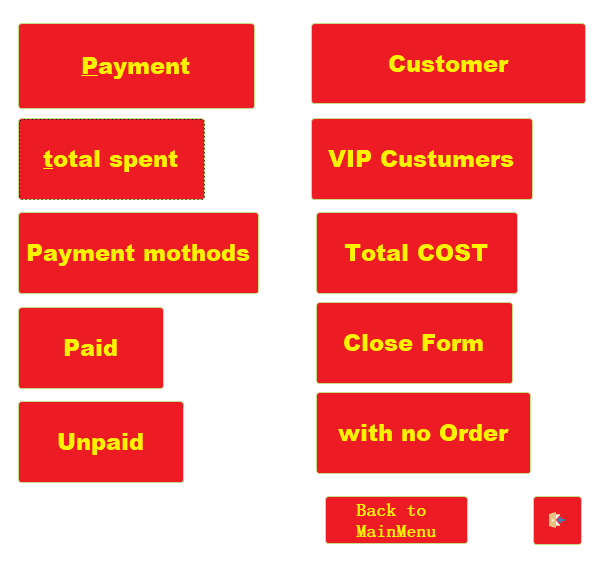 Payment
Customer
total spent
VIP Custumers
Payment mothods
Total COST
Paid
Close Form
Unpaid
with no Order
Back to
MainMenu